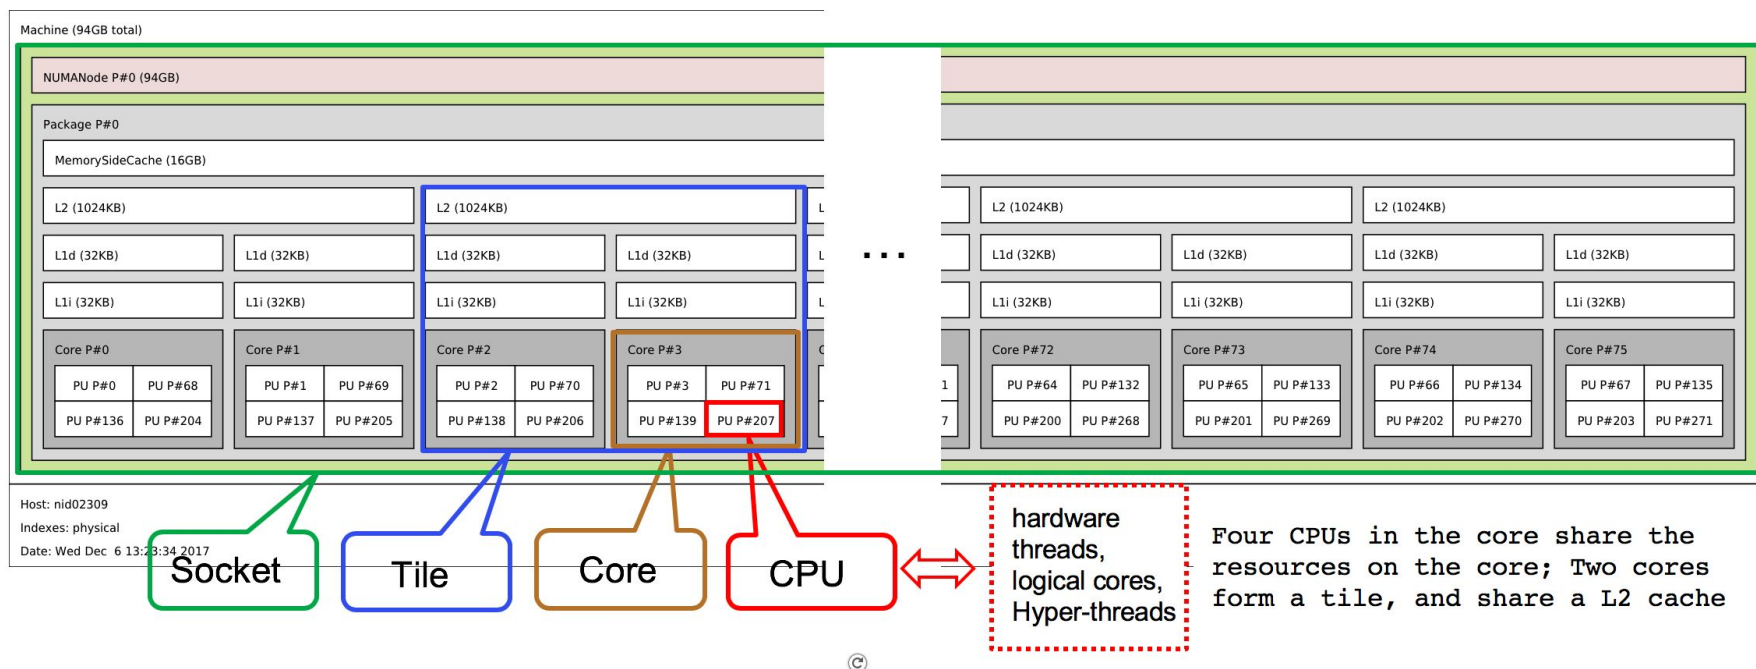 Machine (94GB total)
NUMANode P#0 (94GB)
Package P#0
MemorySideCache (16GB)
L2 (1024KB) L2 (1024KB) L L2 (1024KB) L2 (1024KB)
L1d (32KB) L1d (32KB) L1d (32KB) L1d (32KB) L ... L1d (32KB) L1d (32KB) L1d (32KB) L1d (32KB)
L1i (32KB) L1i (32KB) L1i (32KB) L1i (32KB) L L1i (32KB) L1i (32KB) L1i (32KB) L1i (32KB)
Core P#0 Core P#1 Core P#2 Core P#3 C Core P#72 Core P#73 Core P#74 Core P#75
PU P#0 PU P#68 PU P#1 PU P#69 PU P#2 PU P#70 PU P#3 PU P#71 1 PU P#64 PU P#132 PU P#65 PU P#133 PU P#66 PU P#134 PU P#67 PU P#135
PU P#136 PU P#204 PU P#137 PU P#205 PU P#138 PU P#206 PU P#139 PU P#207 7 PU P#200 PU P#268 PU P#201 PU P#269 PU P#202 PU P#270 PU P#203 PU P#271
Host: nid02309
Indexes: physical
Date: Wed Dec 6 13:23:34 2017
Socket
Tile
Core
CPU
hardware
threads,
logical cores,
Hyper-threads
Four CPUs in the core share the
resources on the core; Two cores
form a tile, and share a L2 cache